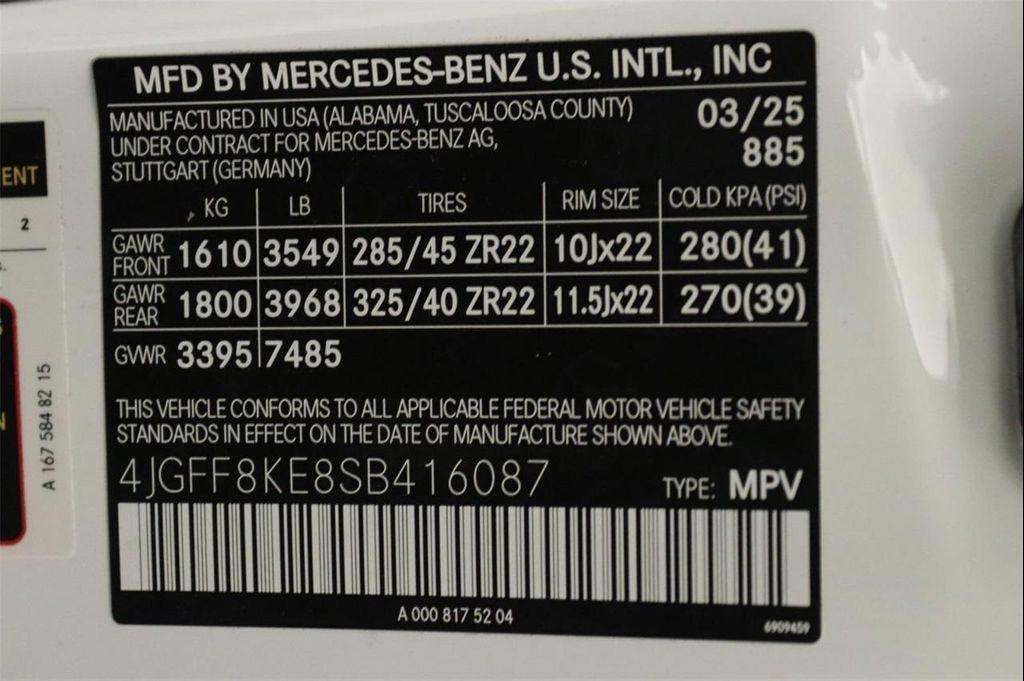 MFD BY MERCEDES-BENZ U.S. INTL., INC
MANUFACTURED IN USA (ALABAMA, TUSCALOOSA COUNTY) 03/25
UNDER CONTRACT FOR MERCEDES-BENZ AG, 885
STUTTGART (GERMANY)
KG LB TIRES RIM SIZE COLD KPA (PSI)
GAWR FRONT 1610 3549 285/45 ZR22 10Jx22 280(41)
GAWR REAR 1800 3968 325/40 ZR22 11.5Jx22 270(39)
GVWR 3395 7485
THIS VEHICLE CONFORMS TO ALL APPLICABLE FEDERAL MOTOR VEHICLE SAFETY
STANDARDS IN EFFECT ON THE DATE OF MANUFACTURE SHOWN ABOVE.
4JGFF8KE8SB416087 TYPE: MPV
A 000 817 52 04
6909459
ENT
2
A 167 584 82 15